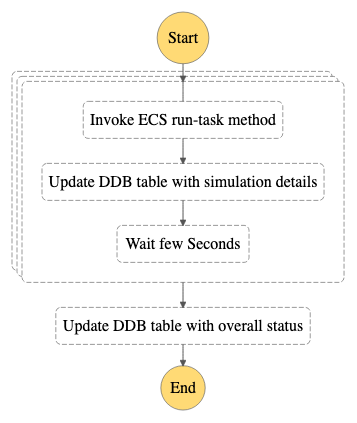 Start
Invoke ECS run-task method
Update DDB table with simulation details
Wait few Seconds
Update DDB table with overall status
End